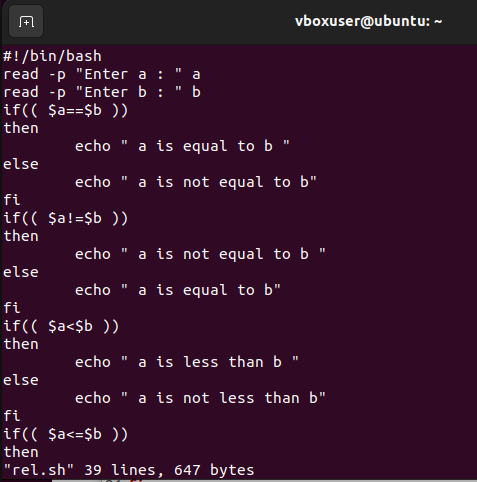 vboxuser@ubuntu: ~
#!/bin/bash
read -p "Enter a : " a
read -p "Enter b : " b
if(( $a==$b ))
then
        echo " a is equal to b "
else
        echo " a is not equal to b"
fi
if(( $a!=$b ))
then
        echo " a is not equal to b "
else
        echo " a is equal to b"
fi
if(( $a<$b ))
then
        echo " a is less than b "
else
        echo " a is not less than b"
fi
if(( $a<=$b ))
then
"rel.sh" 39 lines, 647 bytes